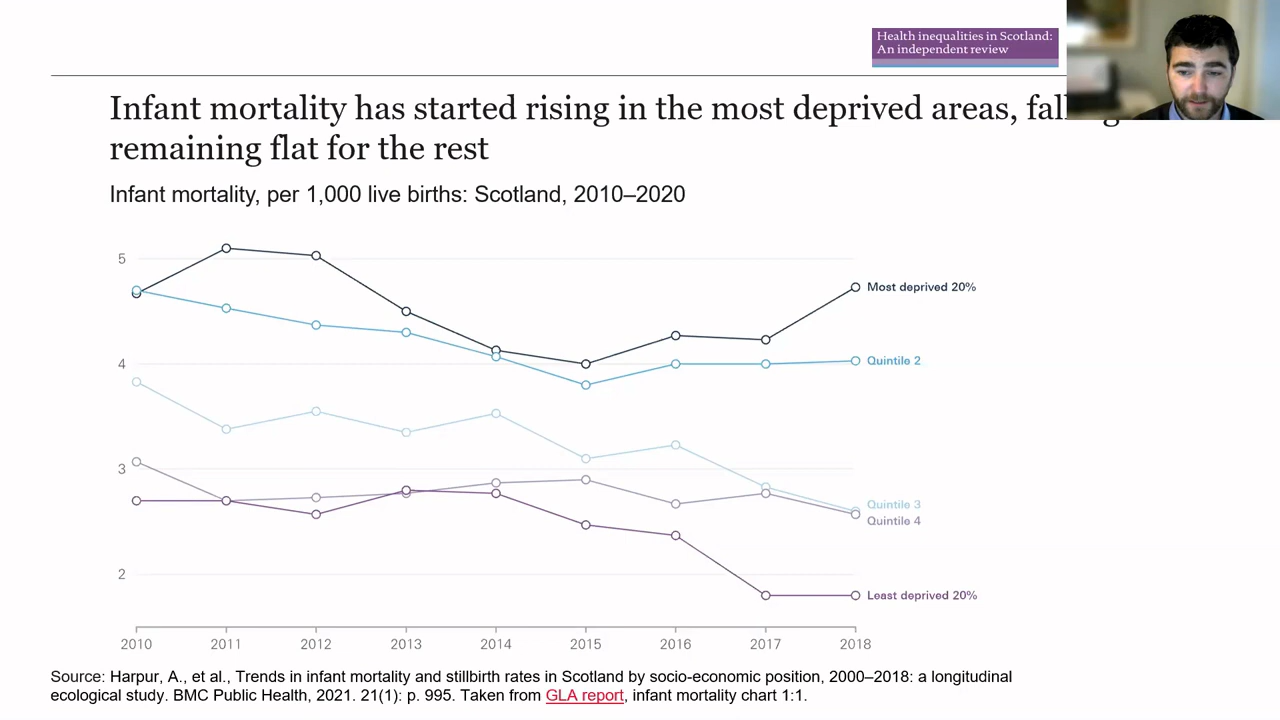 Health inequalities in Scotland:
An independent review
Infant mortality has started rising in the most deprived areas,
remaining flat for the rest
Infant mortality, per 1,000 live births: Scotland, 2010–2020
5
4
3
2
Most deprived 20%
Quintile 2
Quintile 3
Quintile 4
Least deprived 20%
2010 2011 2012 2013 2014 2015 2016 2017 2018
Source: Harpur, A., et al., Trends in infant mortality and stillbirth rates in Scotland by socio-economic position, 2000–2018: a longitudinal
ecological study. BMC Public Health, 2021. 21(1): p. 995. Taken from GLA report, infant mortality chart 1:1.